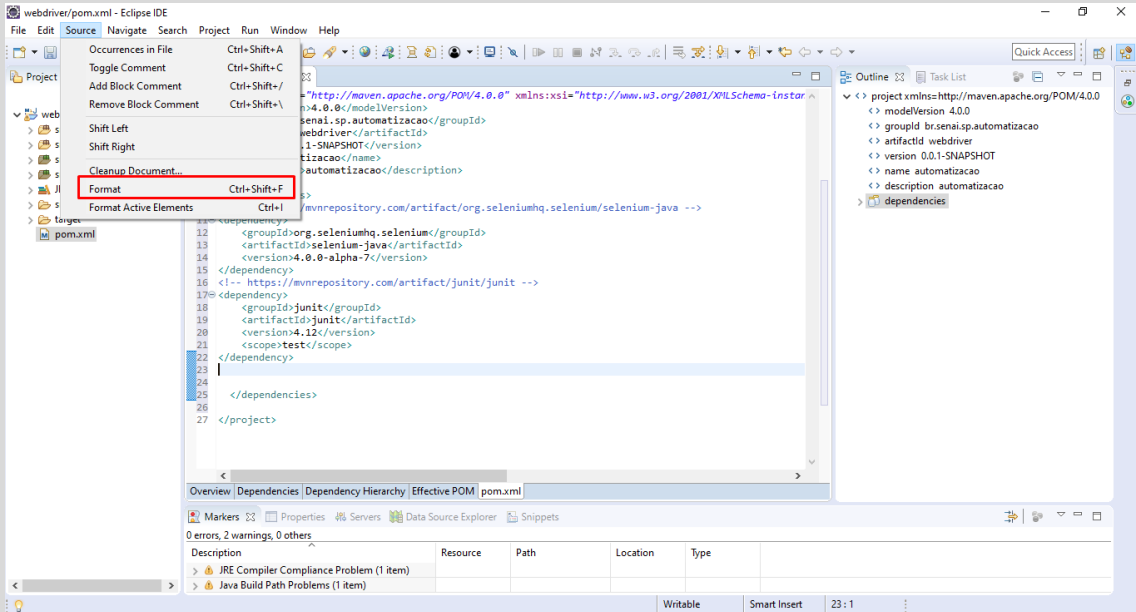 webdriver/pom.xml - Eclipse IDE
File Edit Source Navigate Search Project Run Window Help
Quick Access
Occurrences in File Ctrl+Shift+A
Toggle Comment Ctrl+Shift+C
Add Block Comment Ctrl+Shift+/
Remove Block Comment Ctrl+Shift+\
Shift Left
Shift Right
Cleanup Document...
Format Ctrl+Shift+F
Format Active Elements Ctrl+I
Project
web
s
s
s
s
JI
s
target
pom.xml
="http://maven.apache.org/POM/4.0.0" xmlns:xsi="http://www.w3.org/2001/XMLSchema-instar
>4.0.0</modelVersion>
senai.sp.automatizacao</groupId>
webdriver</artifactId>
.1-SNAPSHOT</version>
tizacao</name>
automatizacao</description>
s>
/mvnrepository.com/artifact/org.seleniumhq.selenium/selenium-java -->
11 <dependency>
12 <groupId>org.seleniumhq.selenium</groupId>
13 <artifactId>selenium-java</artifactId>
14 <version>4.0.0-alpha-7</version>
15 </dependency>
16 <!-- https://mvnrepository.com/artifact/junit/junit -->
17 <dependency>
18 <groupId>junit</groupId>
19 <artifactId>junit</artifactId>
20 <version>4.12</version>
21 <scope>test</scope>
22 </dependency>
23
24
25 </dependencies>
26
27 </project>
Overview Dependencies Dependency Hierarchy Effective POM pom.xml
Outline Task List
project xmlns=http://maven.apache.org/POM/4.0.0
modelVersion 4.0.0
groupId br.senai.sp.automatizacao
artifactId webdriver
version 0.0.1-SNAPSHOT
name automatizacao
description automatizacao
dependencies
Markers Properties Servers Data Source Explorer Snippets
0 errors, 2 warnings, 0 others
Description Resource Path Location Type
JRE Compiler Compliance Problem (1 item)
Java Build Path Problems (1 item)
Writable Smart Insert 23 : 1